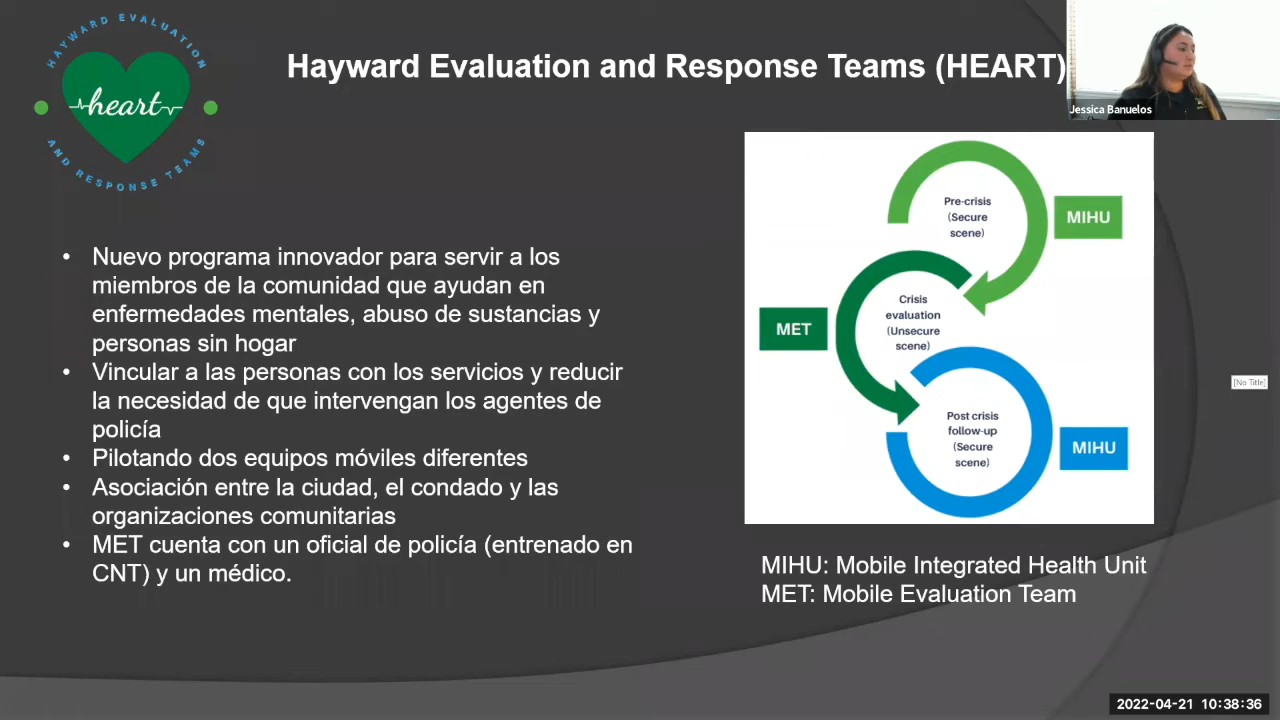 HAYWARD EVALUATION
heart
AND RESPONSE TEAMS
Hayward Evaluation and Response Teams (HEART)
Jessica Banuelos
• Nuevo programa innovador para servir a los
miembros de la comunidad que ayudan en
enfermedades mentales, abuso de sustancias y
personas sin hogar
• Vincular a las personas con los servicios y reducir
la necesidad de que intervengan los agentes de
policía
• Pilotando dos equipos móviles diferentes
• Asociación entre la ciudad, el condado y las
organizaciones comunitarias
• MET cuenta con un oficial de policía (entrenado en
CNT) y un médico.
Pre-crisis
(Secure
scene)
MIHU
MET
Crisis
evaluation
(Unsecure
scene)
Post crisis
follow-up
(Secure
scene)
MIHU
MIHU: Mobile Integrated Health Unit
MET: Mobile Evaluation Team
[No Title]
2022-04-21 10:38:36